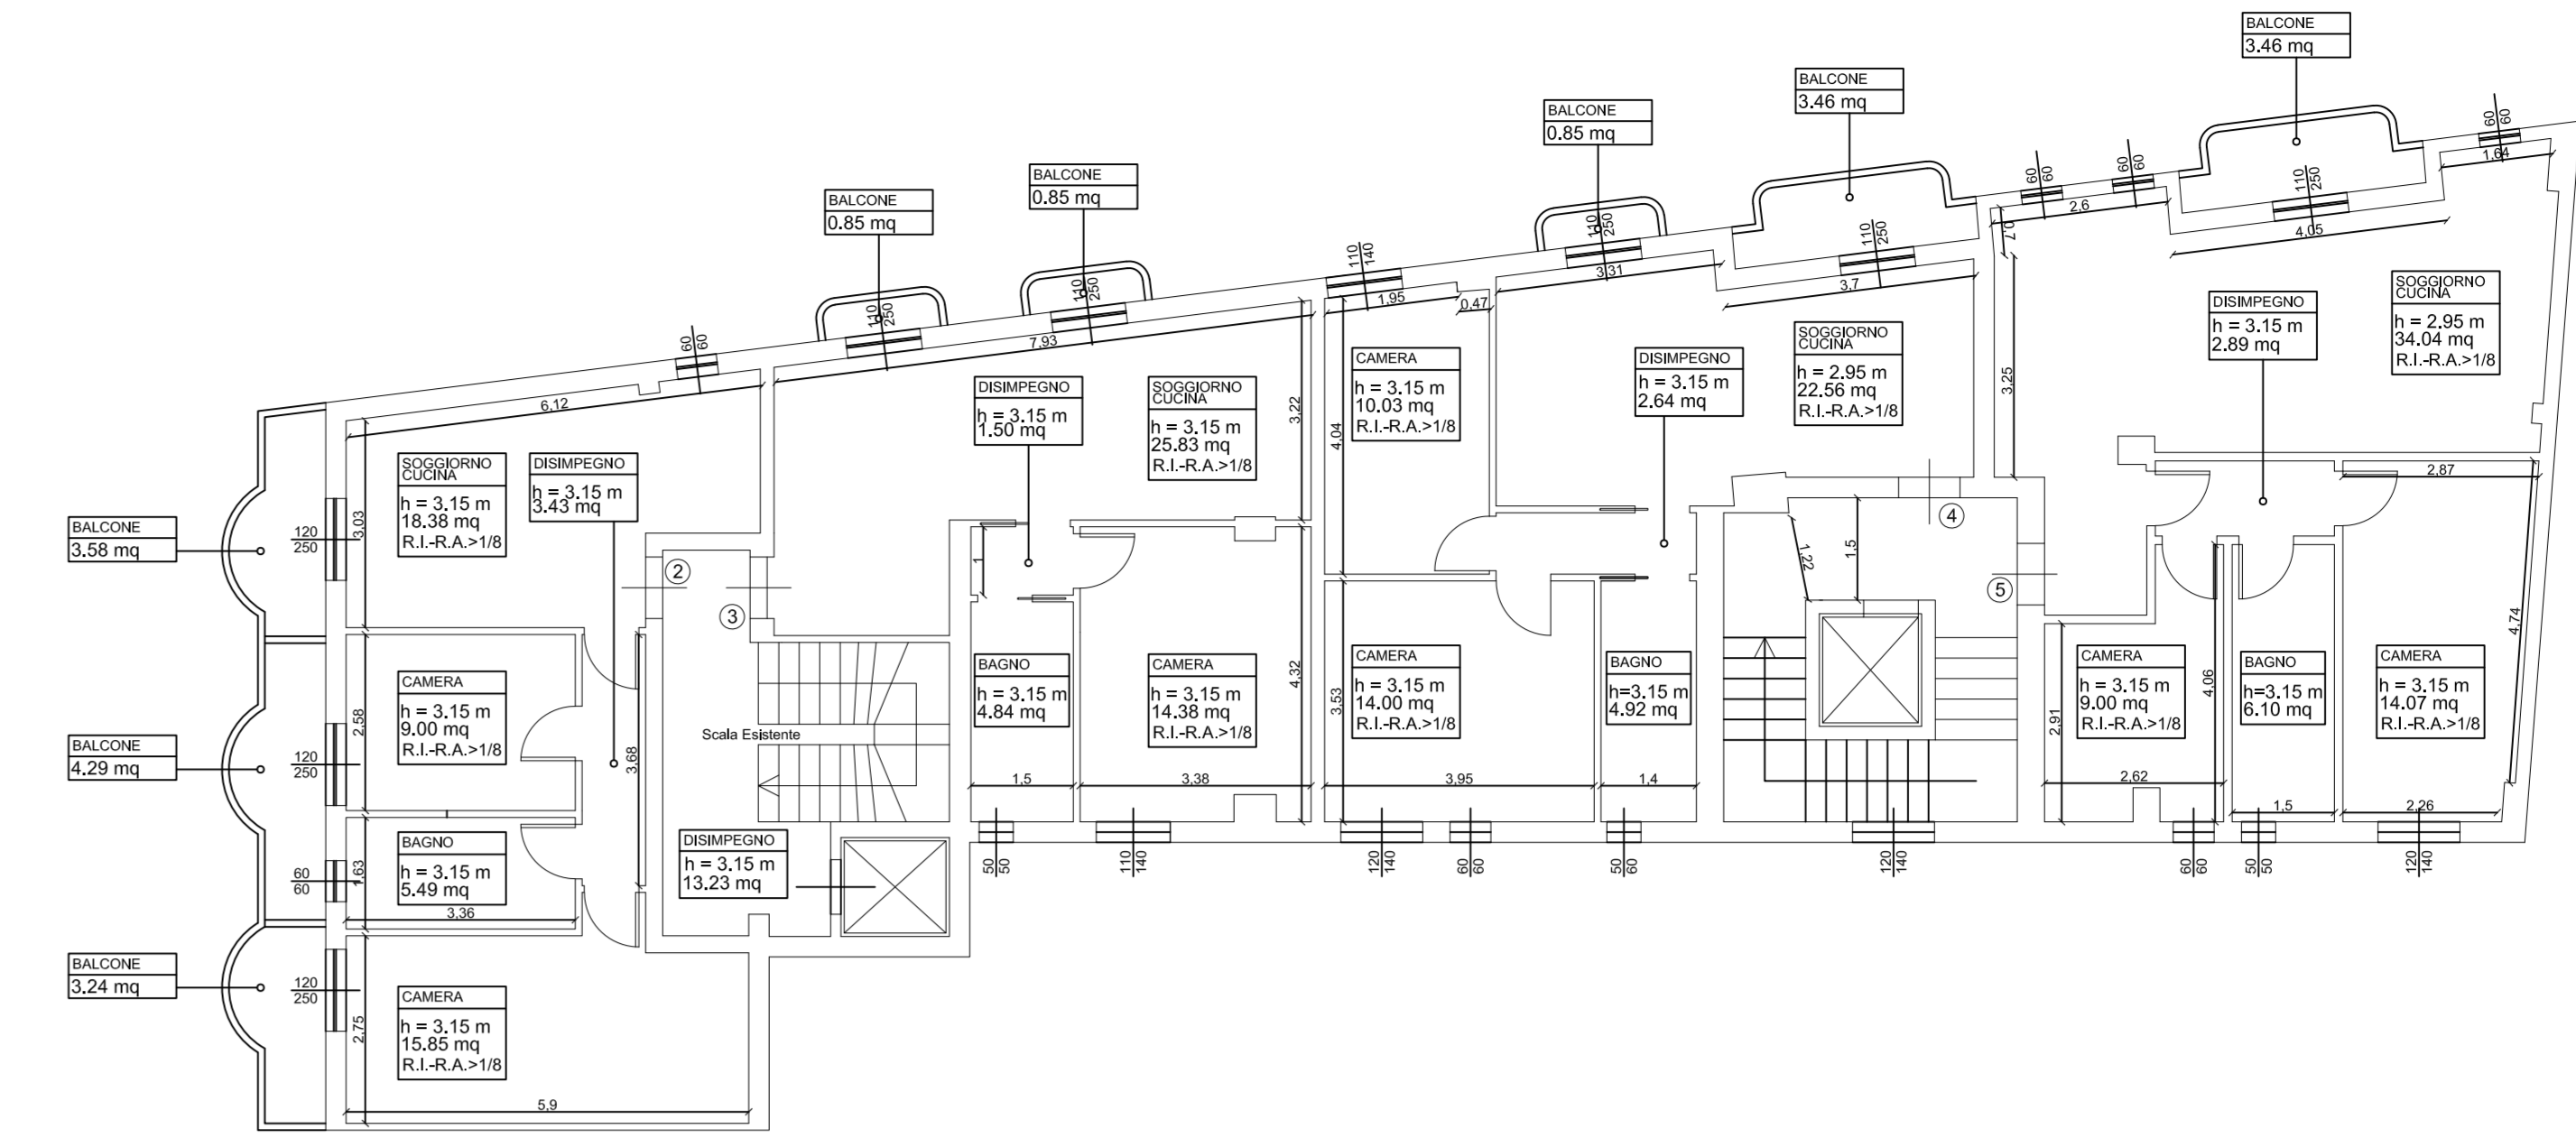 BALCONE
3.46 mq
BALCONE
3.46 mq
BALCONE
0.85 mq
BALCONE
0.85 mq
BALCONE
0.85 mq
60
60
1,64
60
60
60
60
2,6
0,7
110
250
4,05
110
250
3,7
110
250
3,31
110
140
1,95
0,47
110
250
110
250
7,93
60
60
6,12
SOGGIORNO
CUCINA
h = 3.15 m
18.38 mq
R.I.-R.A.>1/8
DISIMPEGNO
h = 3.15 m
3.43 mq
3,03
BALCONE
3.58 mq
120
250
2
3
DISIMPEGNO
h = 3.15 m
1.50 mq
SOGGIORNO
CUCINA
h = 3.15 m
25.83 mq
R.I.-R.A.>1/8
3,22
1
CAMERA
h = 3.15 m
10.03 mq
R.I.-R.A.>1/8
4,04
DISIMPEGNO
h = 3.15 m
2.64 mq
SOGGIORNO
CUCINA
h = 2.95 m
22.56 mq
R.I.-R.A.>1/8
3,25
DISIMPEGNO
h = 3.15 m
2.89 mq
SOGGIORNO
CUCINA
h = 2.95 m
34.04 mq
R.I.-R.A.>1/8
2,87
4
5
1,22
1,5
4,74
BALCONE
4.29 mq
120
250
2,58
CAMERA
h = 3.15 m
9.00 mq
R.I.-R.A.>1/8
3,68
Scala Esistente
BAGNO
h = 3.15 m
4.84 mq
1,5
CAMERA
h = 3.15 m
14.38 mq
R.I.-R.A.>1/8
3,38
4,32
3,53
CAMERA
h = 3.15 m
14.00 mq
R.I.-R.A.>1/8
3,95
BAGNO
h=3.15 m
4.92 mq
1,4
2,91
CAMERA
h = 3.15 m
9.00 mq
R.I.-R.A.>1/8
2,62
4,06
BAGNO
h=3.15 m
6.10 mq
1,5
CAMERA
h = 3.15 m
14.07 mq
R.I.-R.A.>1/8
2,26
60
60
1,63
BAGNO
h = 3.15 m
5.49 mq
3,36
DISIMPEGNO
h = 3.15 m
13.23 mq
50
50
110
140
120
140
60
60
50
60
120
140
60
60
50
50
120
140
BALCONE
3.24 mq
120
250
2,75
CAMERA
h = 3.15 m
15.85 mq
R.I.-R.A.>1/8
5,9